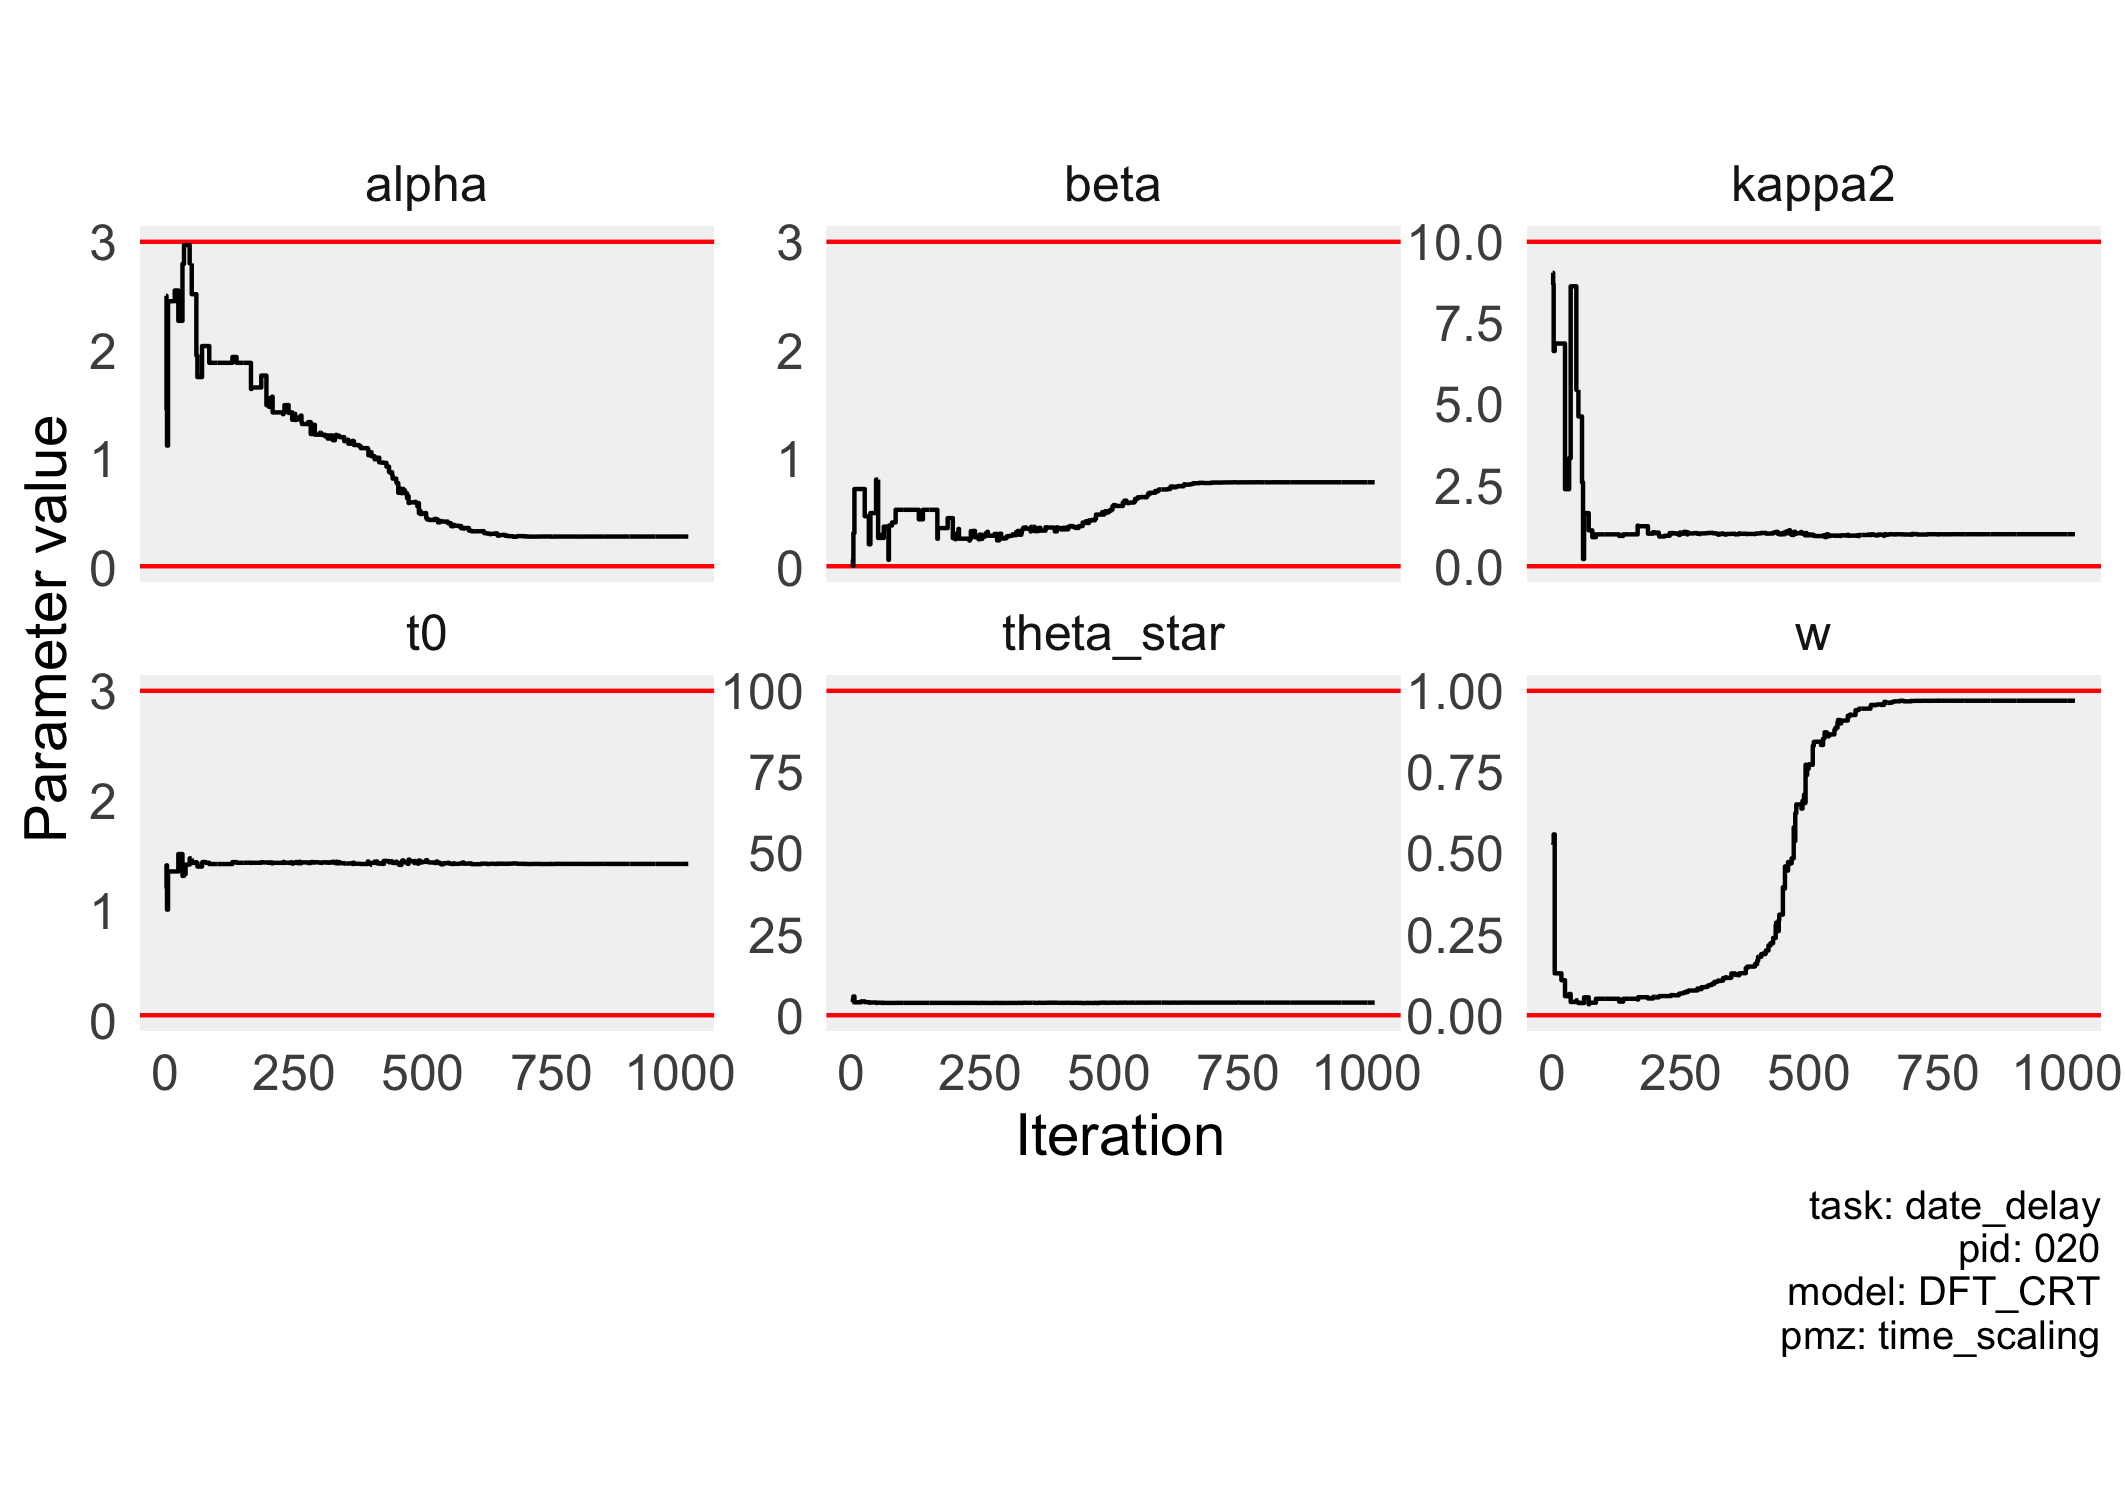 alpha beta kappa2
3 3 10.0
7.5
2 2
5.0
1 1
2.5
0 0 0.0
t0 theta_star w
3 100 1.00
75 0.75
2
50 0.50
1 25 0.25
0 0 0.00
0 250 500 750 1000 0 250 500 750 1000 0 250 500 750 1000
Parameter value
Iteration
task: date_delay
pid: 020
model: DFT_CRT
pmz: time_scaling